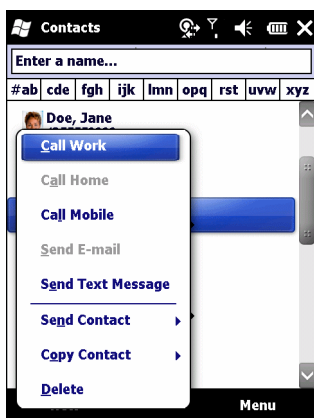 Contacts
Enter a name...
#ab cde fgh ijk lmn opq rst uvw xyz
Doe, Jane
Call Work
Call Home
Call Mobile
Send E-mail
Send Text Message
Send Contact
Copy Contact
Delete
Menu